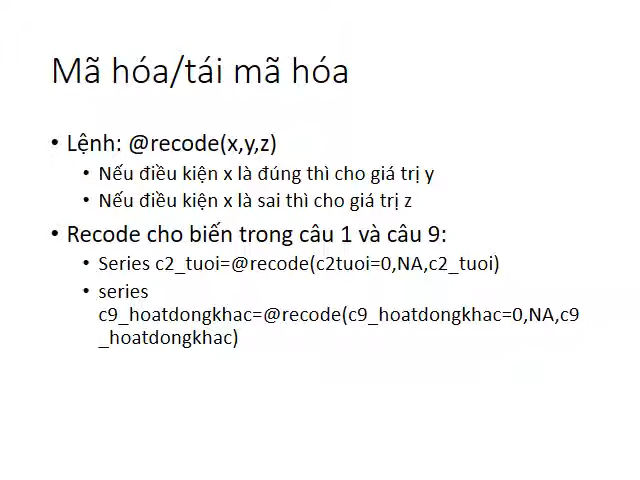 Mã hóa/tái mã hóa
• Lệnh: @recode(x,y,z)
• Nếu điều kiện x là đúng thì cho giá trị y
• Nếu điều kiện x là sai thì cho giá trị z
• Recode cho biến trong câu 1 và câu 9:
• Series c2_tuoi=@recode(c2tuoi=0,NA,c2_tuoi)
• series
c9_hoatdongkhac=@recode(c9_hoatdongkhac=0,NA,c9
_hoatdongkhac)